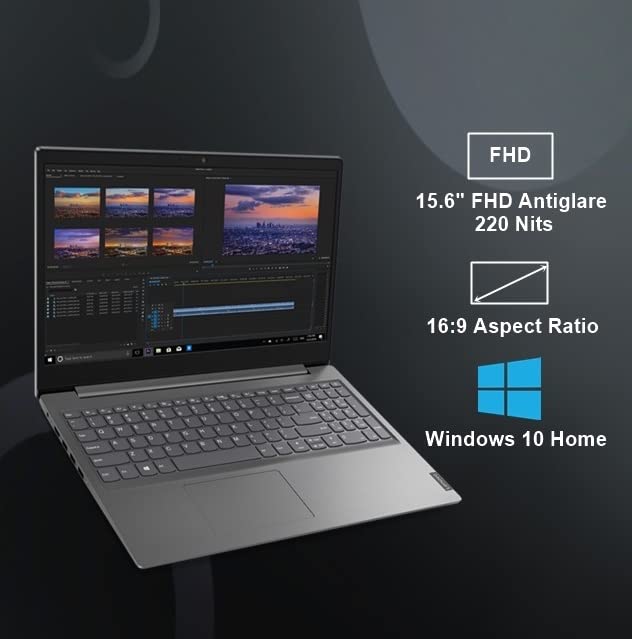 FHD
15.6" FHD Antiglare
220 Nits
16:9 Aspect Ratio
Windows 10 Home